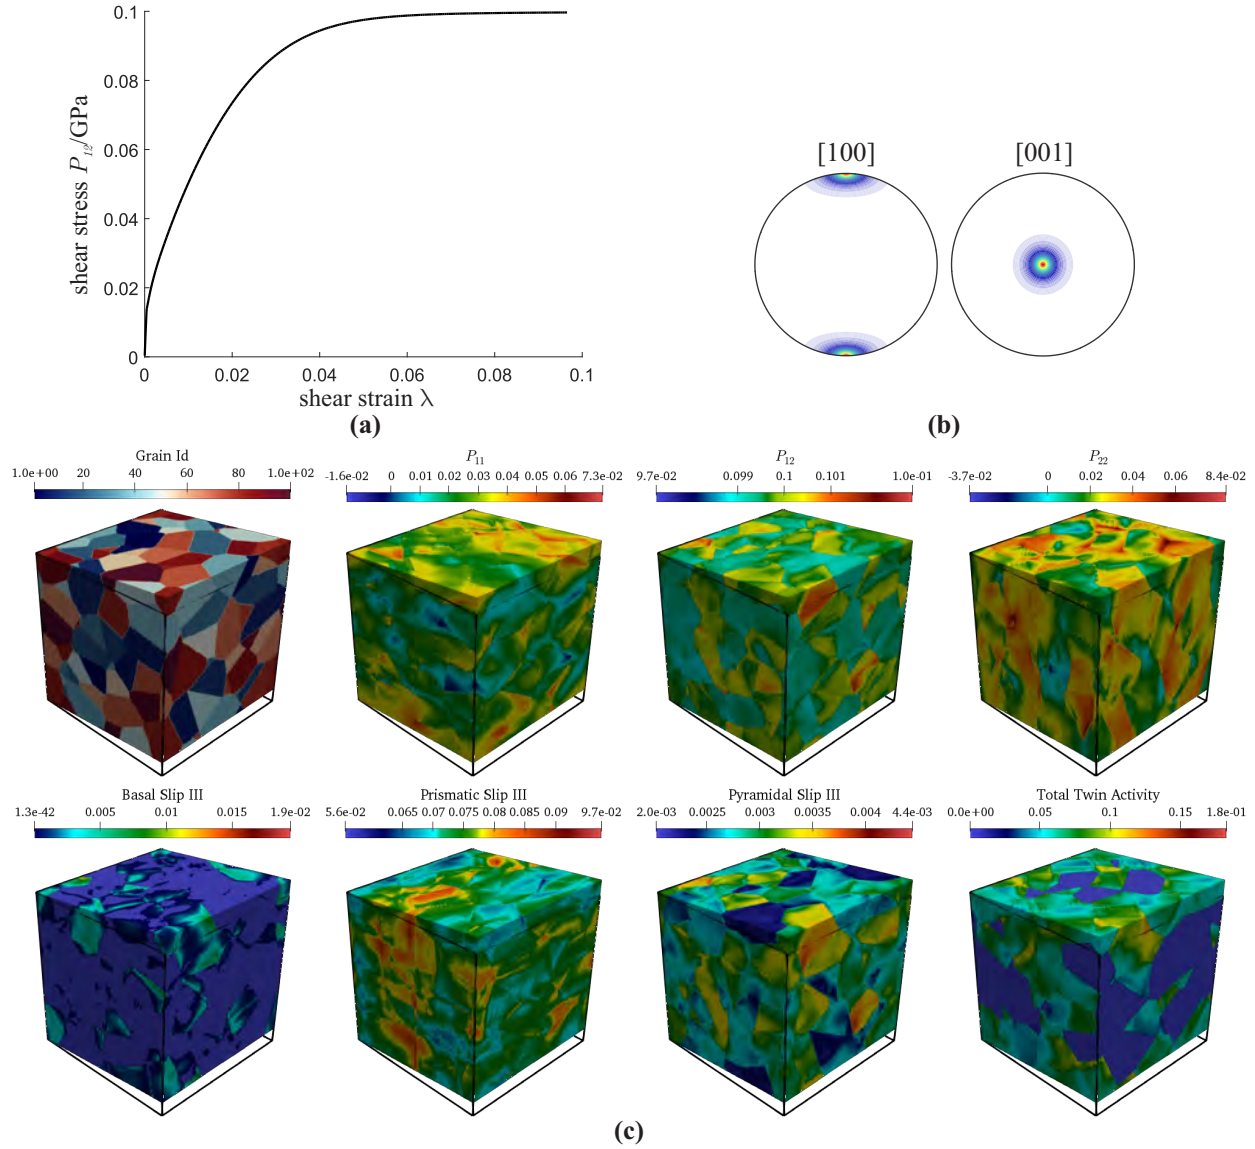 0.1
0.08
0.06
0.04
0.02
0
shear stress P₁₂/GPa
0 0.02 0.04 0.06 0.08 0.1
shear strain λ
(a)
[100] [001]
(b)
Grain Id P₁₁ P₁₂ P₂₂
1.0e+00 20 40 60 80 1.0e+02 -1.6e-02 0 0.01 0.02 0.03 0.04 0.05 0.06 7.3e-02 9.7e-02 0.099 0.1 0.101 1.0e-01 -3.7e-02 0 0.02 0.04 0.06 8.4e-02
Basal Slip III Prismatic Slip III Pyramidal Slip III Total Twin Activity
1.3e-42 0.005 0.01 0.015 1.9e-02 5.6e-02 0.065 0.07 0.075 0.08 0.085 0.09 9.7e-02 2.0e-03 0.0025 0.003 0.0035 0.004 4.4e-03 0.0e+00 0.05 0.1 0.15 1.8e-01
(c)